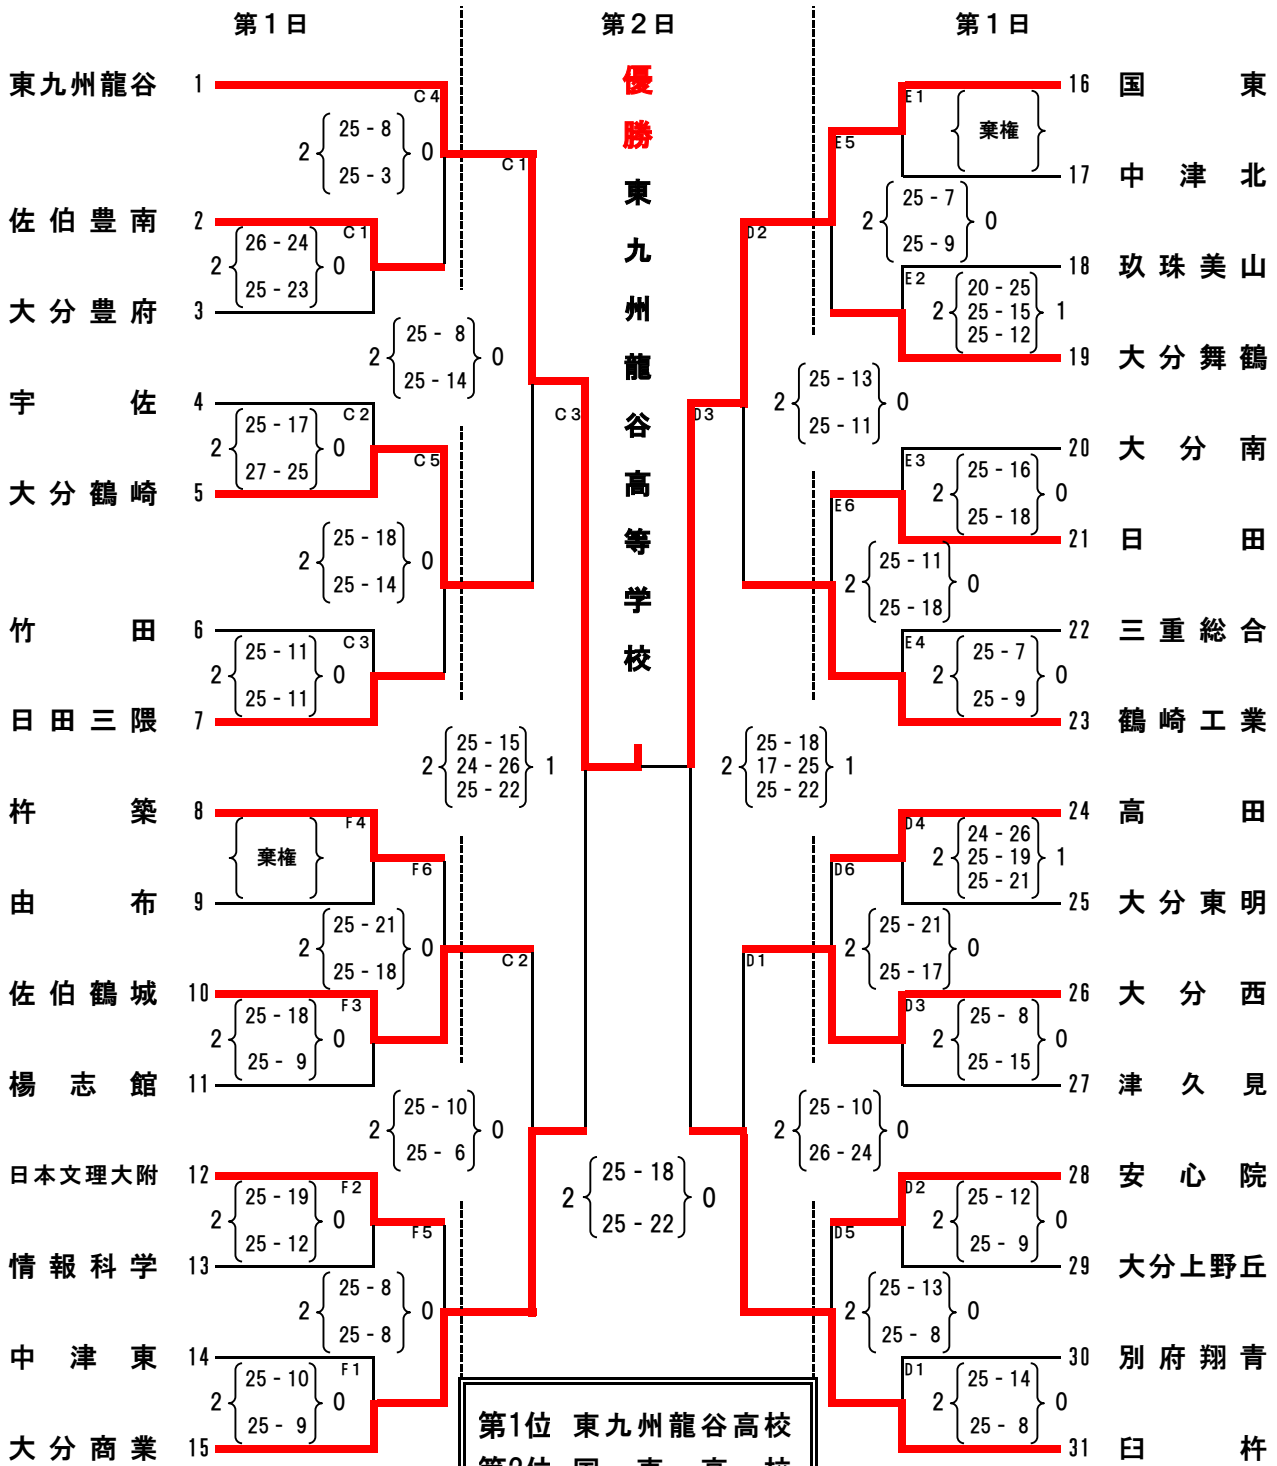 第1日
第2日
第1日
優勝 東九州龍谷高等学校
東九州龍谷 1
C4
2 25-8 25-3 0
C1
佐伯豊南 2
C1
2 26-24 25-23 0
大分豊府 3
2 25-8 25-14 0
宇佐 4
C2
2 25-17 27-25 0
C3
C5
大分鶴崎 5
2 25-18 25-14 0
竹田 6
C3
2 25-11 25-11 0
日田三隈 7
2 25-15 24-26 25-22 1
杵築 8
F4
棄権
F6
由布 9
2 25-21 25-18 0
C2
佐伯鶴城 10
F3
2 25-18 25-9 0
楊志館 11
2 25-10 25-6 0
日本文理大附 12
F2
2 25-19 25-12 0
F5
情報科学 13
2 25-8 25-8 0
中津東 14
F1
2 25-10 25-9 0
大分商業 15
2 25-18 25-22 0
16 国東
E1
棄権
E5
17 中津北
2 25-7 25-9 0
D2
18 玖珠美山
E2
2 20-25 25-15 25-12 1
19 大分舞鶴
2 25-13 25-11 0
D3
20 大分南
E3
2 25-16 25-18 0
E6
21 日田
2 25-11 25-18 0
22 三重総合
E4
2 25-7 25-9 0
23 鶴崎工業
2 25-18 17-25 25-22 1
24 高田
D4
2 24-26 25-19 25-21 1
D6
25 大分東明
2 25-21 25-17 0
D1
26 大分西
D3
2 25-8 25-15 0
27 津久見
2 25-10 26-24 0
28 安心院
D2
2 25-12 25-9 0
D5
29 大分上野丘
2 25-13 25-8 0
30 別府翔青
D1
2 25-14 25-8 0
31 臼杵
第1位 東九州龍谷高校
第2位 国東高校